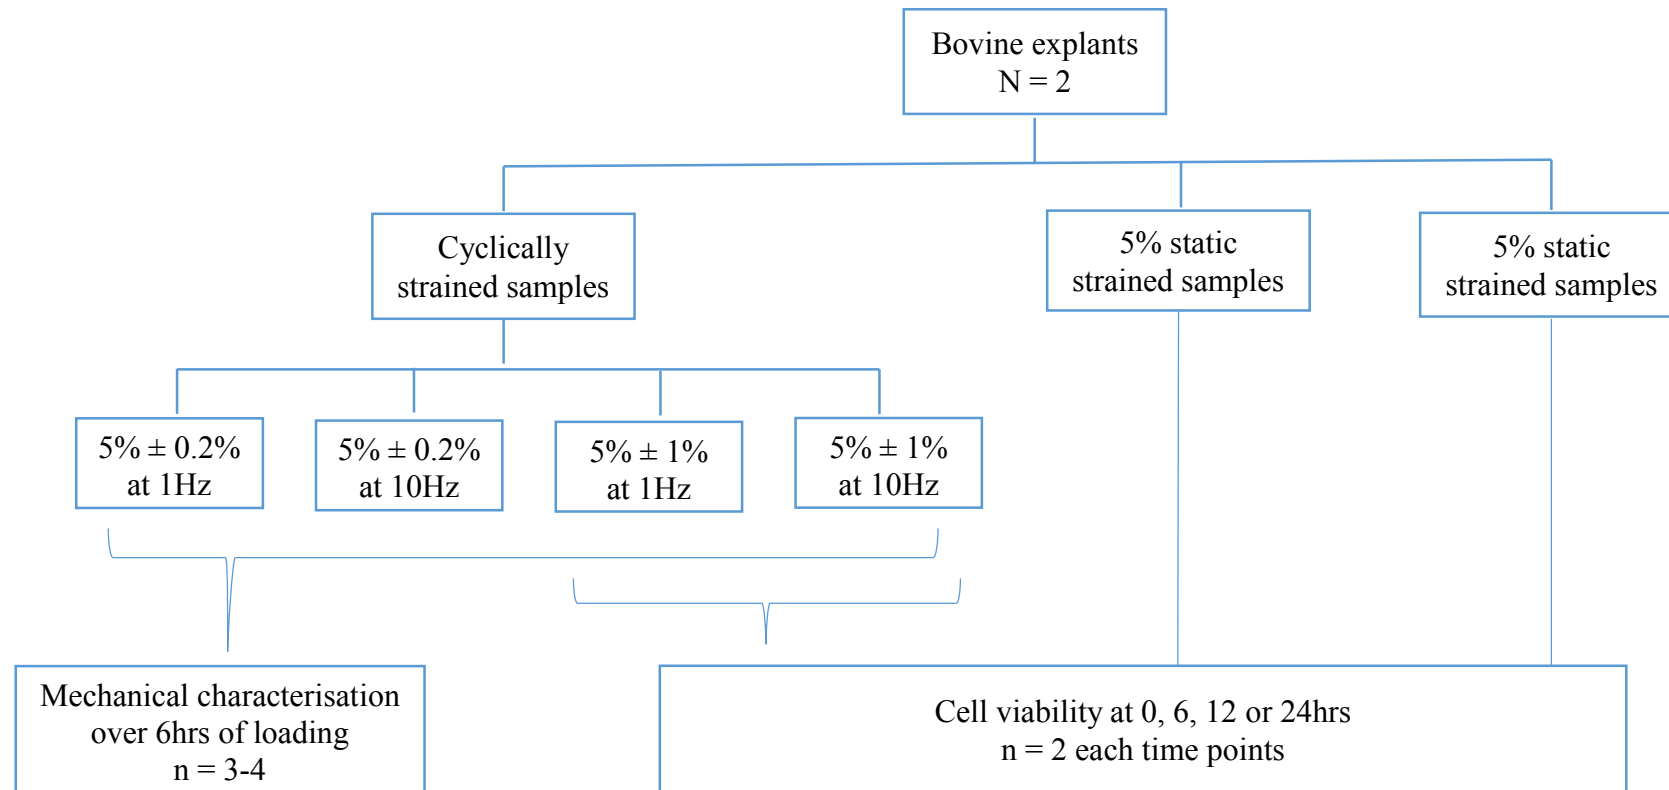 Bovine explants
N = 2
Cyclically
strained samples
5% static
strained samples
5% static
strained samples
5% ± 0.2%
at 1Hz
5% ± 0.2%
at 10Hz
5% ± 1%
at 1Hz
5% ± 1%
at 10Hz
Mechanical characterisation
over 6hrs of loading
n = 3-4
Cell viability at 0, 6, 12 or 24hrs
n = 2 each time points